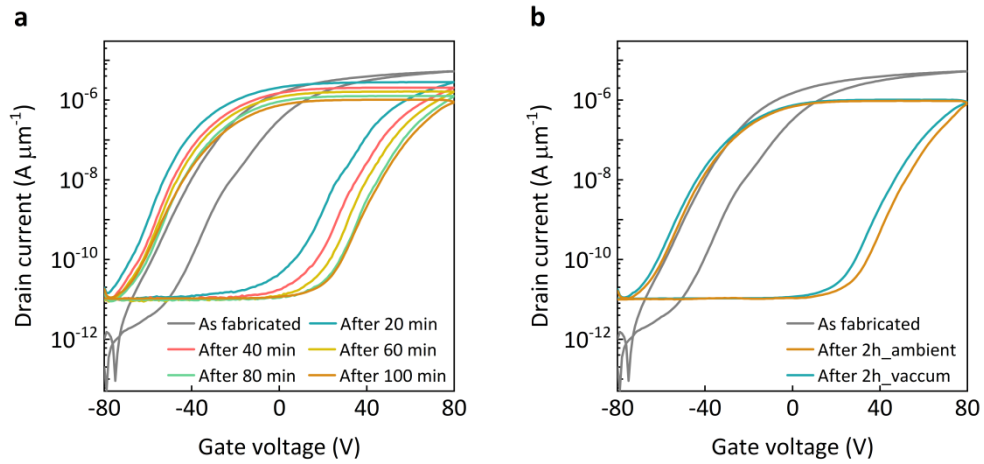 a
Drain current (A μm-1)
10-6
10-8
10-10
10-12
As fabricated
After 20 min
After 40 min
After 60 min
After 80 min
After 100 min
-80
-40
0
40
80
Gate voltage (V)
b
Drain current (A μm-1)
10-6
10-8
10-10
10-12
As fabricated
After 2h_ambient
After 2h_vaccum
-80
-40
0
40
80
Gate voltage (V)